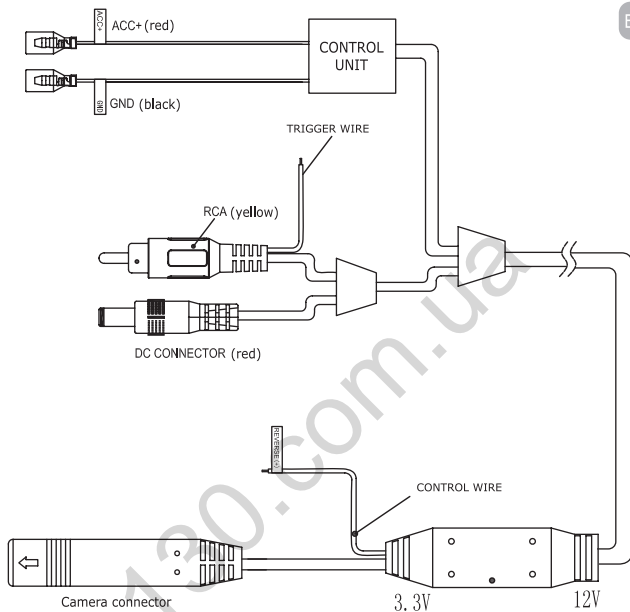 ACC+
ACC+ (red)
E
CONTROL
UNIT
GND
GND (black)
TRIGGER WIRE
RCA (yellow)
DC CONNECTOR (red)
REVERSE(+)
CONTROL WIRE
Camera connector
3.3V
12V
130.com.ua